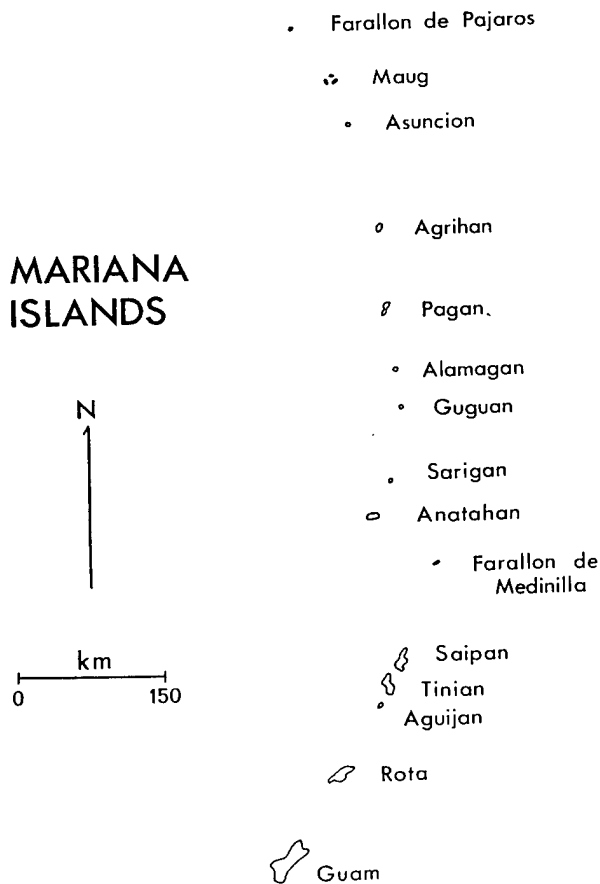 Farallon de Pajaros
Maug
Asuncion
Agrihan
MARIANA
ISLANDS
Pagan
Alamagan
N
Guguan
Sarigan
Anatahan
Farallon de
Medinilla
km
0 150
Saipan
Tinian
Aguijan
Rota
Guam